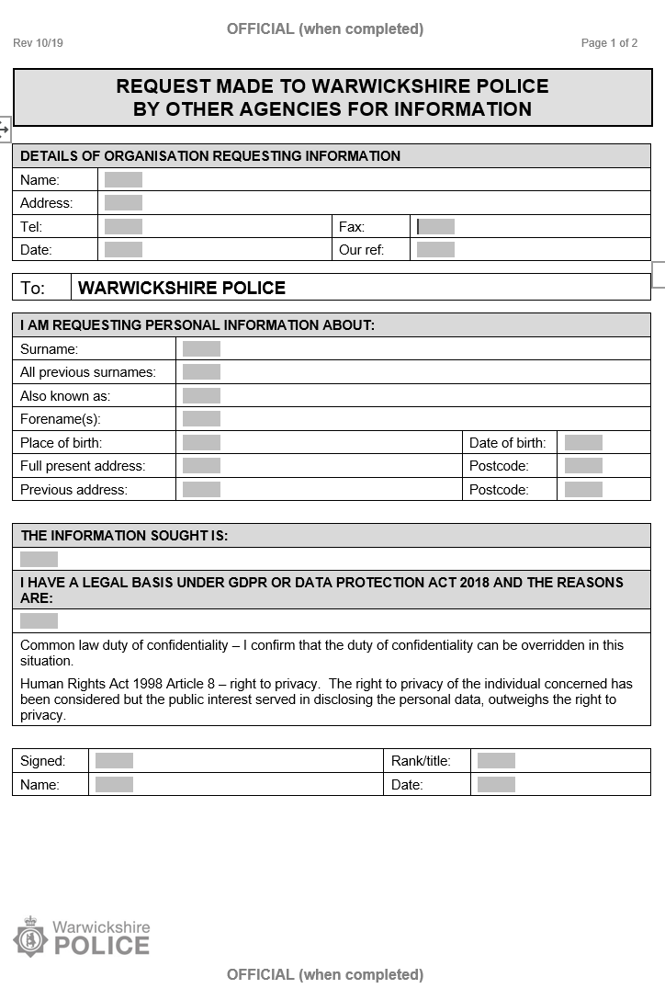 OFFICIAL (when completed)
Rev 10/19 Page 1 of 2
REQUEST MADE TO WARWICKSHIRE POLICE
BY OTHER AGENCIES FOR INFORMATION
DETAILS OF ORGANISATION REQUESTING INFORMATION
Name:
Address:
Tel: Fax:
Date: Our ref:
To: WARWICKSHIRE POLICE
I AM REQUESTING PERSONAL INFORMATION ABOUT:
Surname:
All previous surnames:
Also known as:
Forename(s):
Place of birth: Date of birth:
Full present address: Postcode:
Previous address: Postcode:
THE INFORMATION SOUGHT IS:
I HAVE A LEGAL BASIS UNDER GDPR OR DATA PROTECTION ACT 2018 AND THE REASONS
ARE:
Common law duty of confidentiality – I confirm that the duty of confidentiality can be overridden in this
situation.
Human Rights Act 1998 Article 8 – right to privacy.  The right to privacy of the individual concerned has
been considered but the public interest served in disclosing the personal data, outweighs the right to
privacy.
Signed: Rank/title:
Name: Date:
Warwickshire
POLICE
OFFICIAL (when completed)